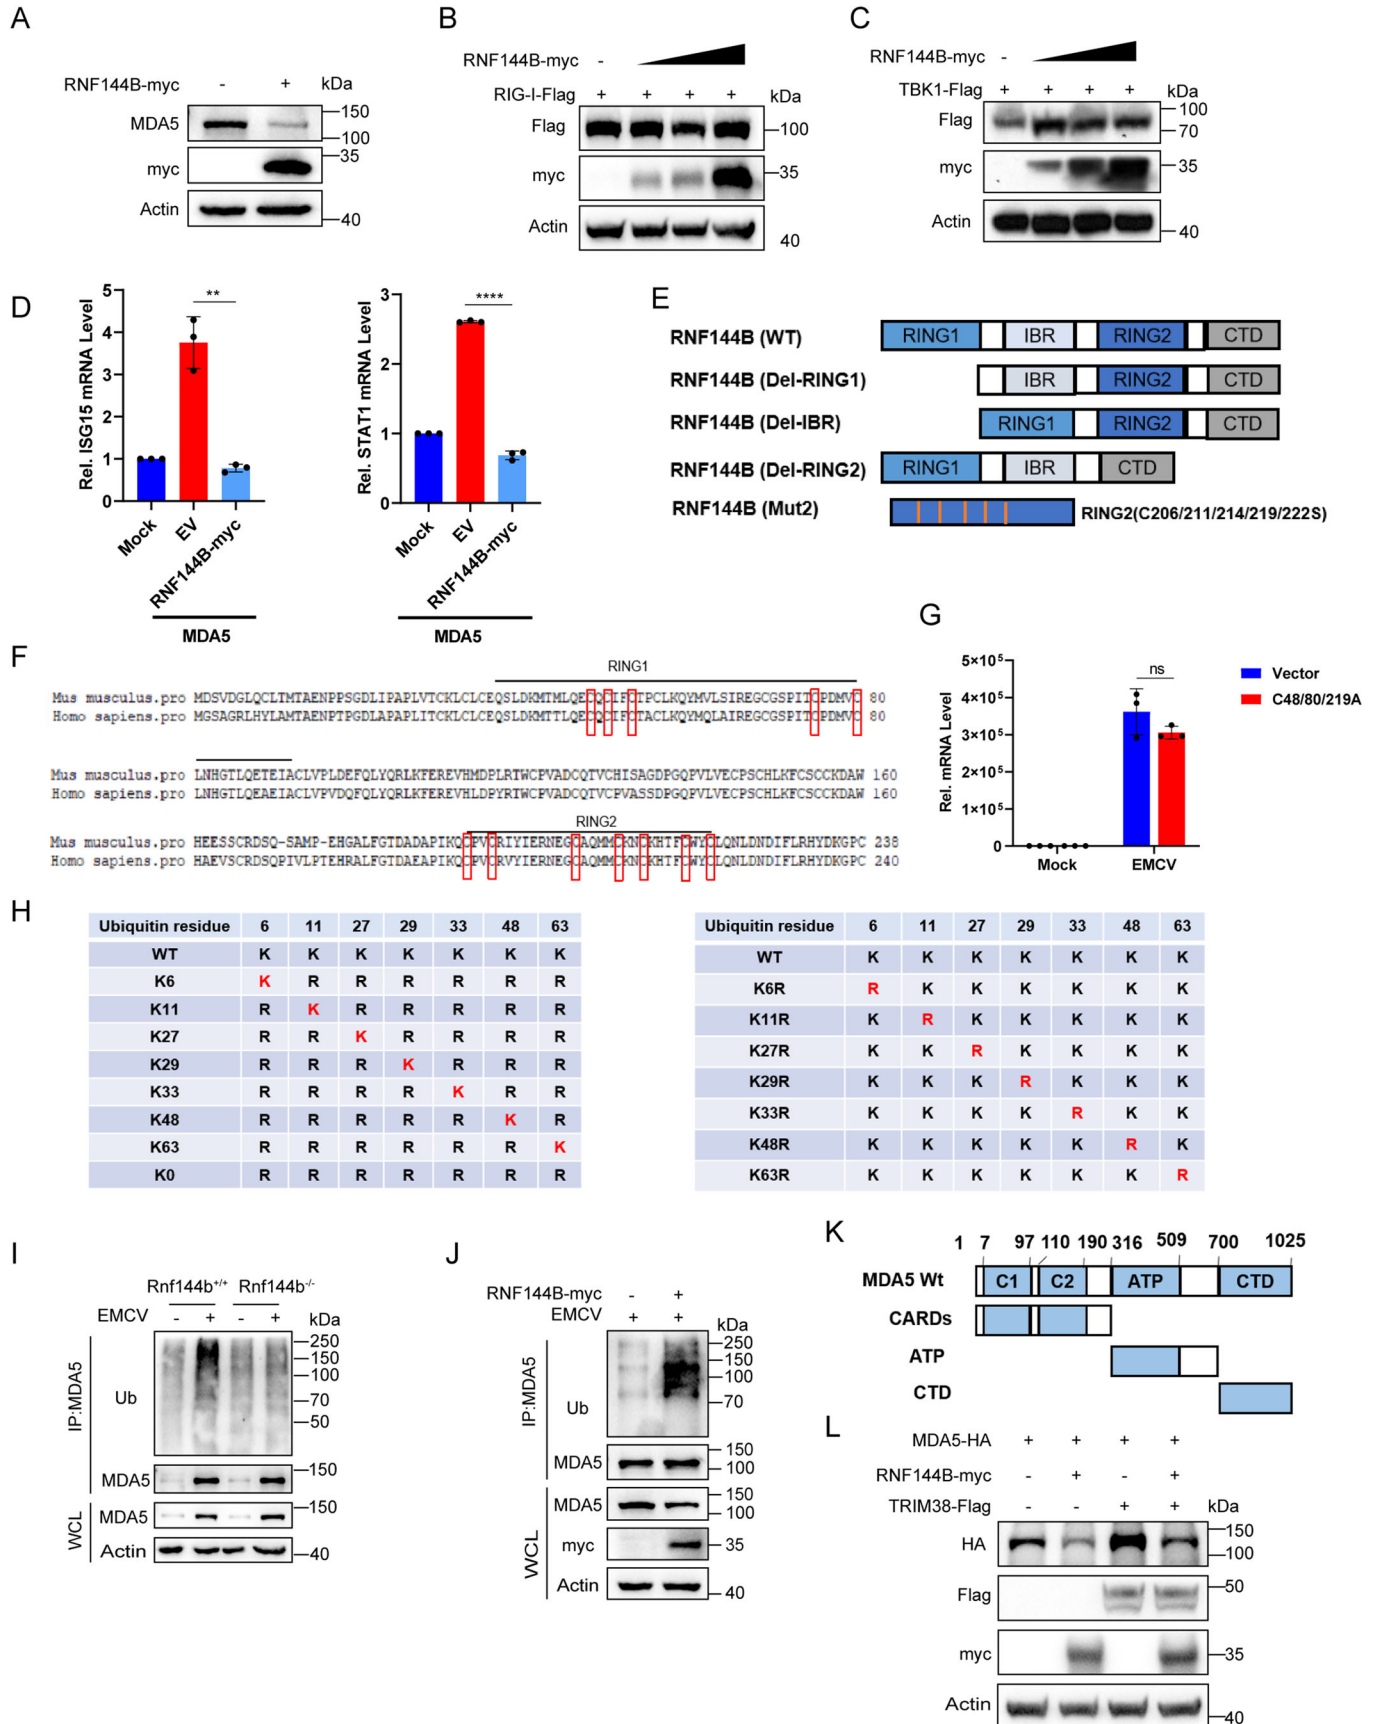 A
RNF144B-myc - + kDa
MDA5
150
100
myc
35
Actin
40
B
RNF144B-myc -
RIG-I-Flag + + + + kDa
Flag
100
myc
35
Actin
40
C
RNF144B-myc -
TBK1-Flag + + + + kDa
Flag
100
70
myc
35
Actin
40
D
Rel. ISG15 mRNA Level
5
4
3
2
1
0
**
Mock
EV
RNF144B-myc
MDA5
Rel. STAT1 mRNA Level
3
2
1
0
****
Mock
EV
RNF144B-myc
MDA5
E
RNF144B (WT) RING1 IBR RING2 CTD
RNF144B (Del-RING1) IBR RING2 CTD
RNF144B (Del-IBR) RING1 RING2 CTD
RNF144B (Del-RING2) RING1 IBR CTD
RNF144B (Mut2) RING2(C206/211/214/219/222S)
F
RING1
Mus musculus.pro MDSVDGLQCLTMTAENPPSGDLIPAPLVTCKLCLCEQSLDKMTMLQECQCIFCTPCLKQYMVLSIREGCGSPITCPDMVC 80
Homo sapiens.pro MGSAGRLHYLAMTAENPTPGDLAPAPLITCKLCLCEQSLDKMTTLQECQCIFCTACLKQYMQLAIREGCGSPITCPDMVC 80
Mus musculus.pro LNHGTLQETEIACLVPLDEFQLYQRLKFEREVHMDPLRTWCPVADCQTVCHISAGDPGQPVLVECPSCHLKFCSCCKDAW 160
Homo sapiens.pro LNHGTLQEAEIACLVPVDQFQLYQRLKFEREVHLDPYRTWCPVADCQTVCPVASSDPGQPVLVECPSCHLKFCSCCKDAW 160
RING2
Mus musculus.pro HEESSCRDSQ-SAMP-EHGALFGTDADAPIKQCPVCRIYIERNEGCAQMMCKNCKHTFCWYCLQNLDNDIFLRHYDKGPC 238
Homo sapiens.pro HAEVSCRDSQPIVLPTEHRALFGTDAEAPIKQCPVCRVYIERNEGCAQMMCKNCKHTFCWYCLQNLDNDIFLRHYDKGPC 240
G
Rel. mRNA Level
5×10⁵
4×10⁵
3×10⁵
2×10⁵
1×10⁵
0
ns
Mock EMCV
Vector
C48/80/219A
H
Ubiquitin residue 6 11 27 29 33 48 63
WT K K K K K K K
K6 K R R R R R R
K11 R K R R R R R
K27 R R K R R R R
K29 R R R K R R R
K33 R R R R K R R
K48 R R R R R K R
K63 R R R R R R K
K0 R R R R R R R
Ubiquitin residue 6 11 27 29 33 48 63
WT K K K K K K K
K6R R K K K K K K
K11R K R K K K K K
K27R K K R K K K K
K29R K K K R K K K
K33R K K K K R K K
K48R K K K K K R K
K63R K K K K K K R
I
Rnf144b+/+ Rnf144b-/-
EMCV - + - + kDa
IP:MDA5
Ub
250
150
100
70
50
MDA5
150
WCL
MDA5
150
Actin
40
J
RNF144B-myc - +
EMCV + + kDa
IP:MDA5
Ub
250
150
100
70
MDA5
150
100
WCL
MDA5
150
100
myc
35
Actin
40
K
1 7 97 110 190 316 509 700 1025
MDA5 Wt C1 C2 ATP CTD
CARDs
ATP
CTD
L
MDA5-HA + + + +
RNF144B-myc - + - +
TRIM38-Flag - - + + kDa
HA
150
100
Flag
50
myc
35
Actin
40